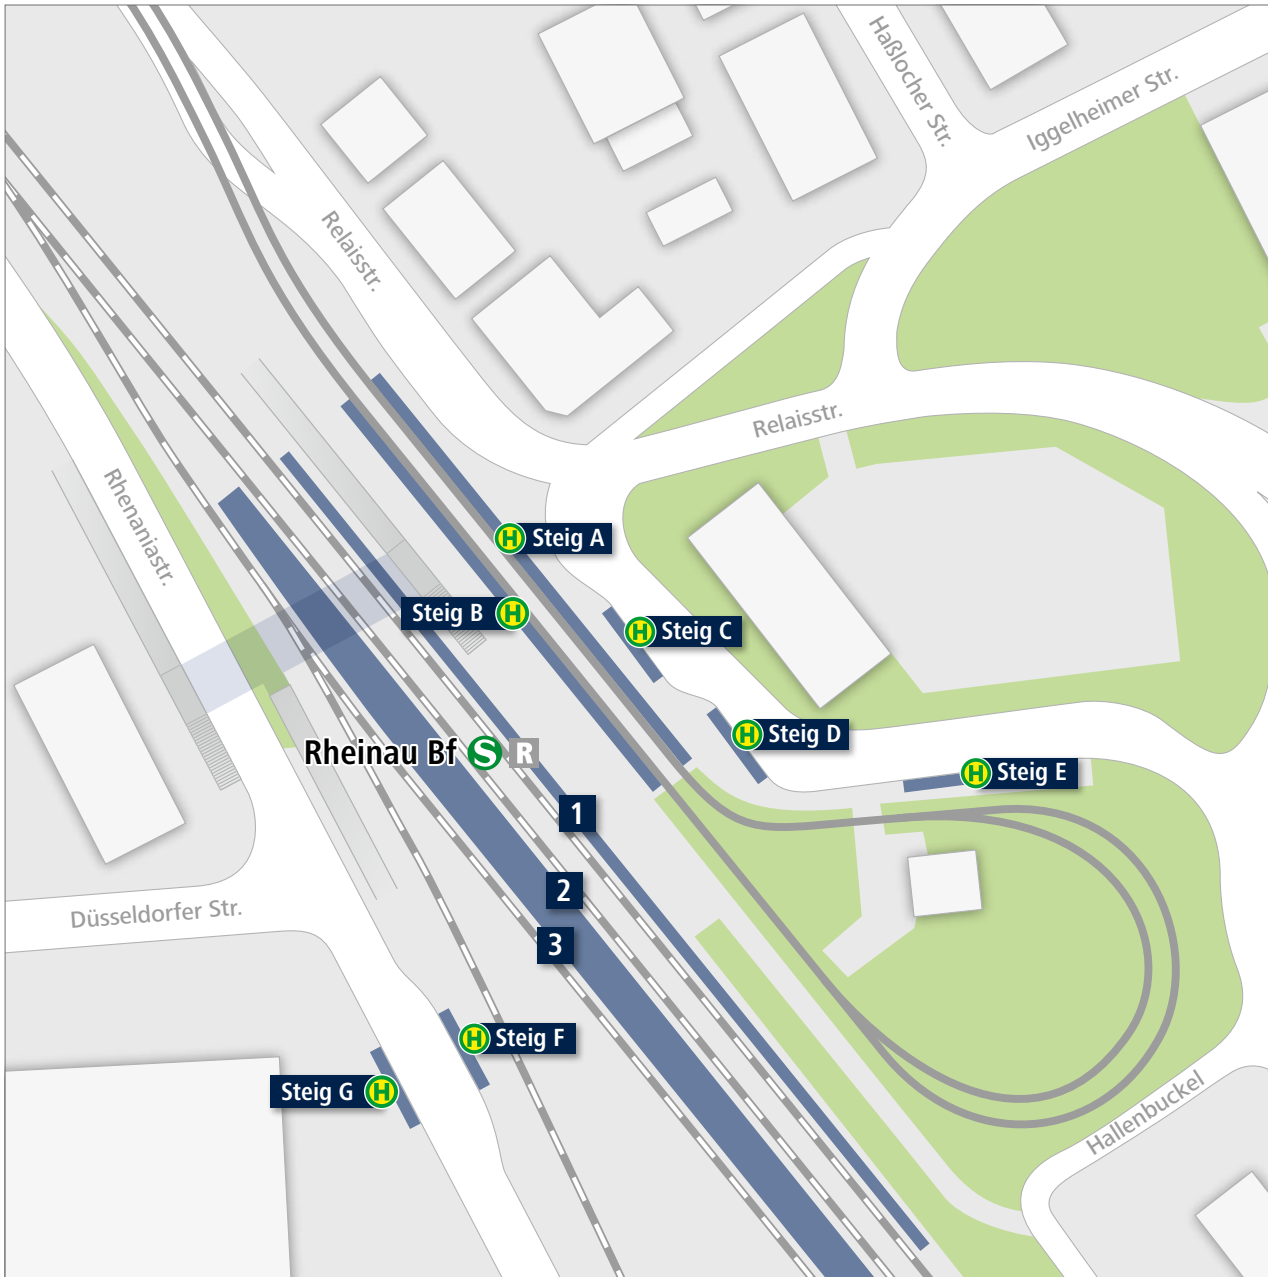 Haßlocher Str.
Iggelheimer Str.
Relaisstr.
Relaisstr.
Rhenaniastr.
H Steig A
Steig B H
H Steig C
H Steig D
Rheinau Bf S R
H Steig E
1
2
3
Düsseldorfer Str.
H Steig F
Steig G H
Hallenbuckel